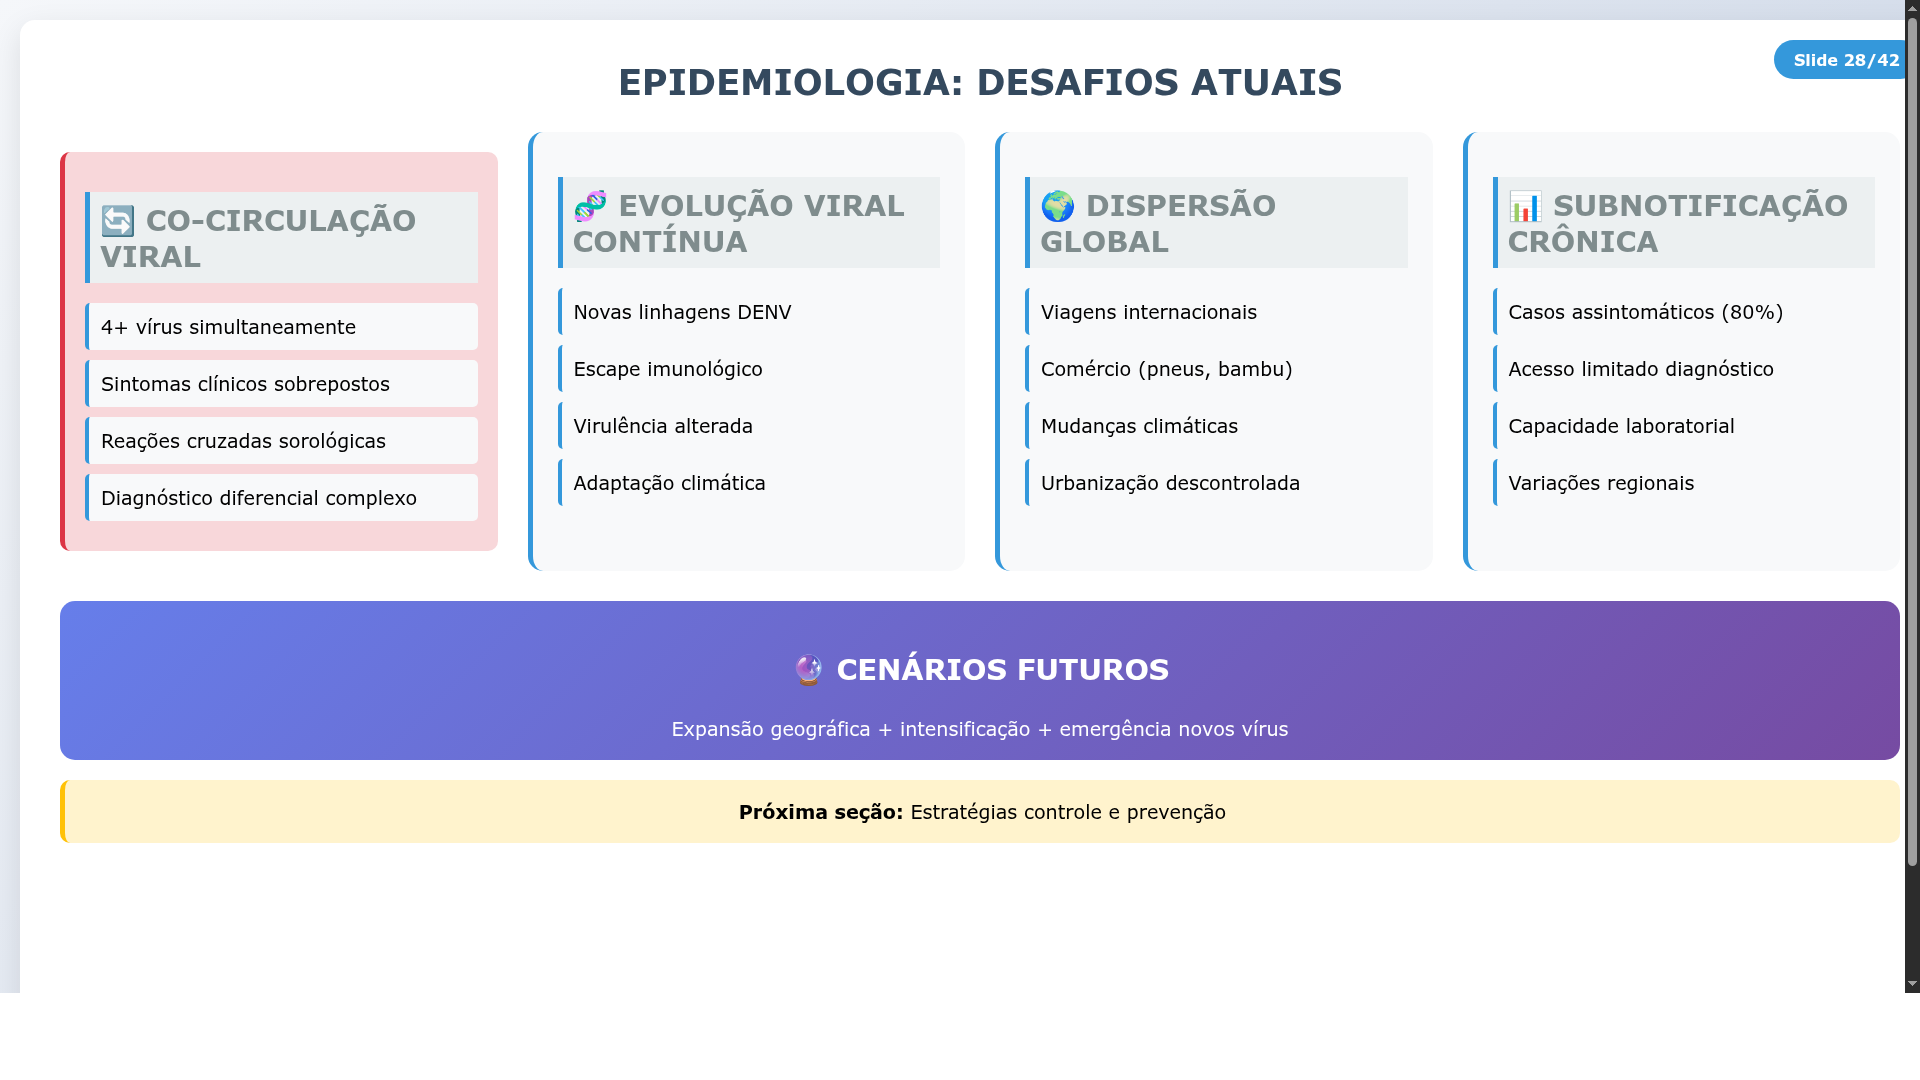 Slide 28/42
EPIDEMIOLOGIA: DESAFIOS ATUAIS
🔄 CO-CIRCULAÇÃO
VIRAL
4+ vírus simultaneamente
Sintomas clínicos sobrepostos
Reações cruzadas sorológicas
Diagnóstico diferencial complexo
🧬 EVOLUÇÃO VIRAL
CONTÍNUA
Novas linhagens DENV
Escape imunológico
Virulência alterada
Adaptação climática
🌍 DISPERSÃO
GLOBAL
Viagens internacionais
Comércio (pneus, bambu)
Mudanças climáticas
Urbanização descontrolada
📊 SUBNOTIFICAÇÃO
CRÔNICA
Casos assintomáticos (80%)
Acesso limitado diagnóstico
Capacidade laboratorial
Variações regionais
🔮 CENÁRIOS FUTUROS
Expansão geográfica + intensificação + emergência novos vírus
Próxima seção: Estratégias controle e prevenção